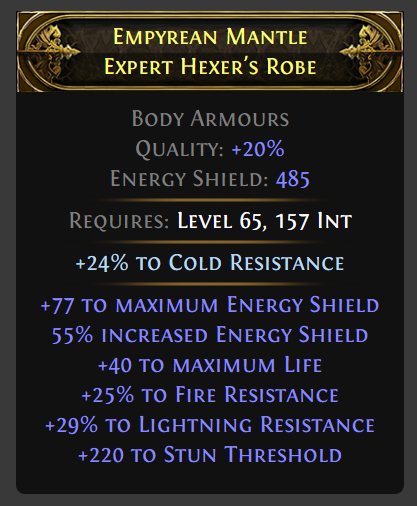 Empyrean Mantle
Expert Hexer's Robe
Body Armours
Quality: +20%
Energy Shield: 485
Requires: Level 65, 157 Int
+24% to Cold Resistance
+77 to maximum Energy Shield
55% increased Energy Shield
+40 to maximum Life
+25% to Fire Resistance
+29% to Lightning Resistance
+220 to Stun Threshold